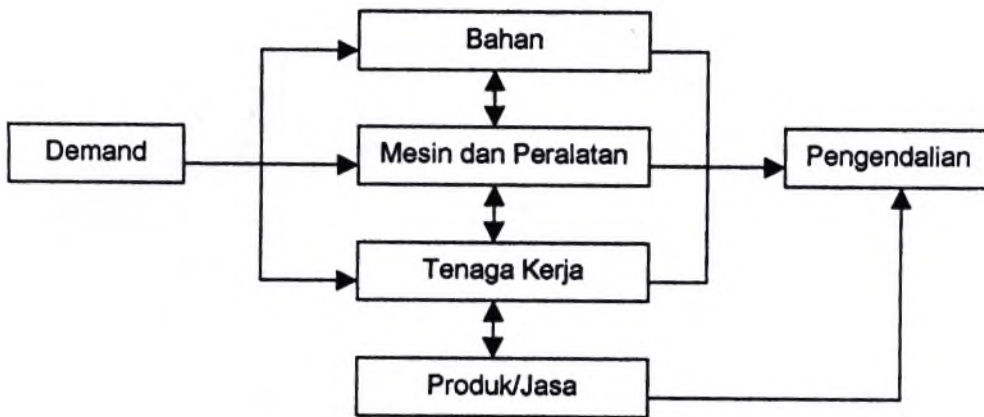 Bahan
Demand
Mesin dan Peralatan
Pengendalian
Tenaga Kerja
Produk/Jasa